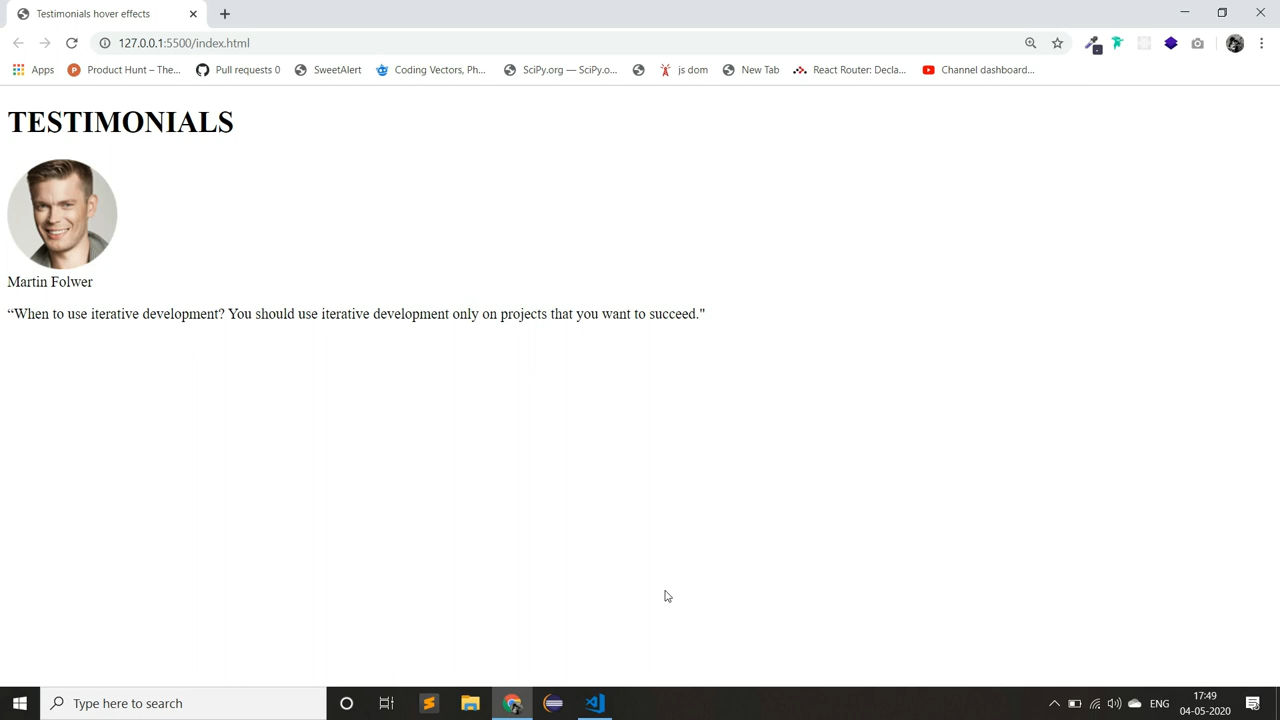 Testimonials hover effects
127.0.0.1:5500/index.html
Apps Product Hunt – The... Pull requests 0 SweetAlert Coding Vectors, Ph... SciPy.org — SciPy.o... js dom New Tab React Router: Decla... Channel dashboard...
TESTIMONIALS
Martin Folwer
“When to use iterative development? You should use iterative development only on projects that you want to succeed."
Type here to search
ENG
17:49
04-05-2020